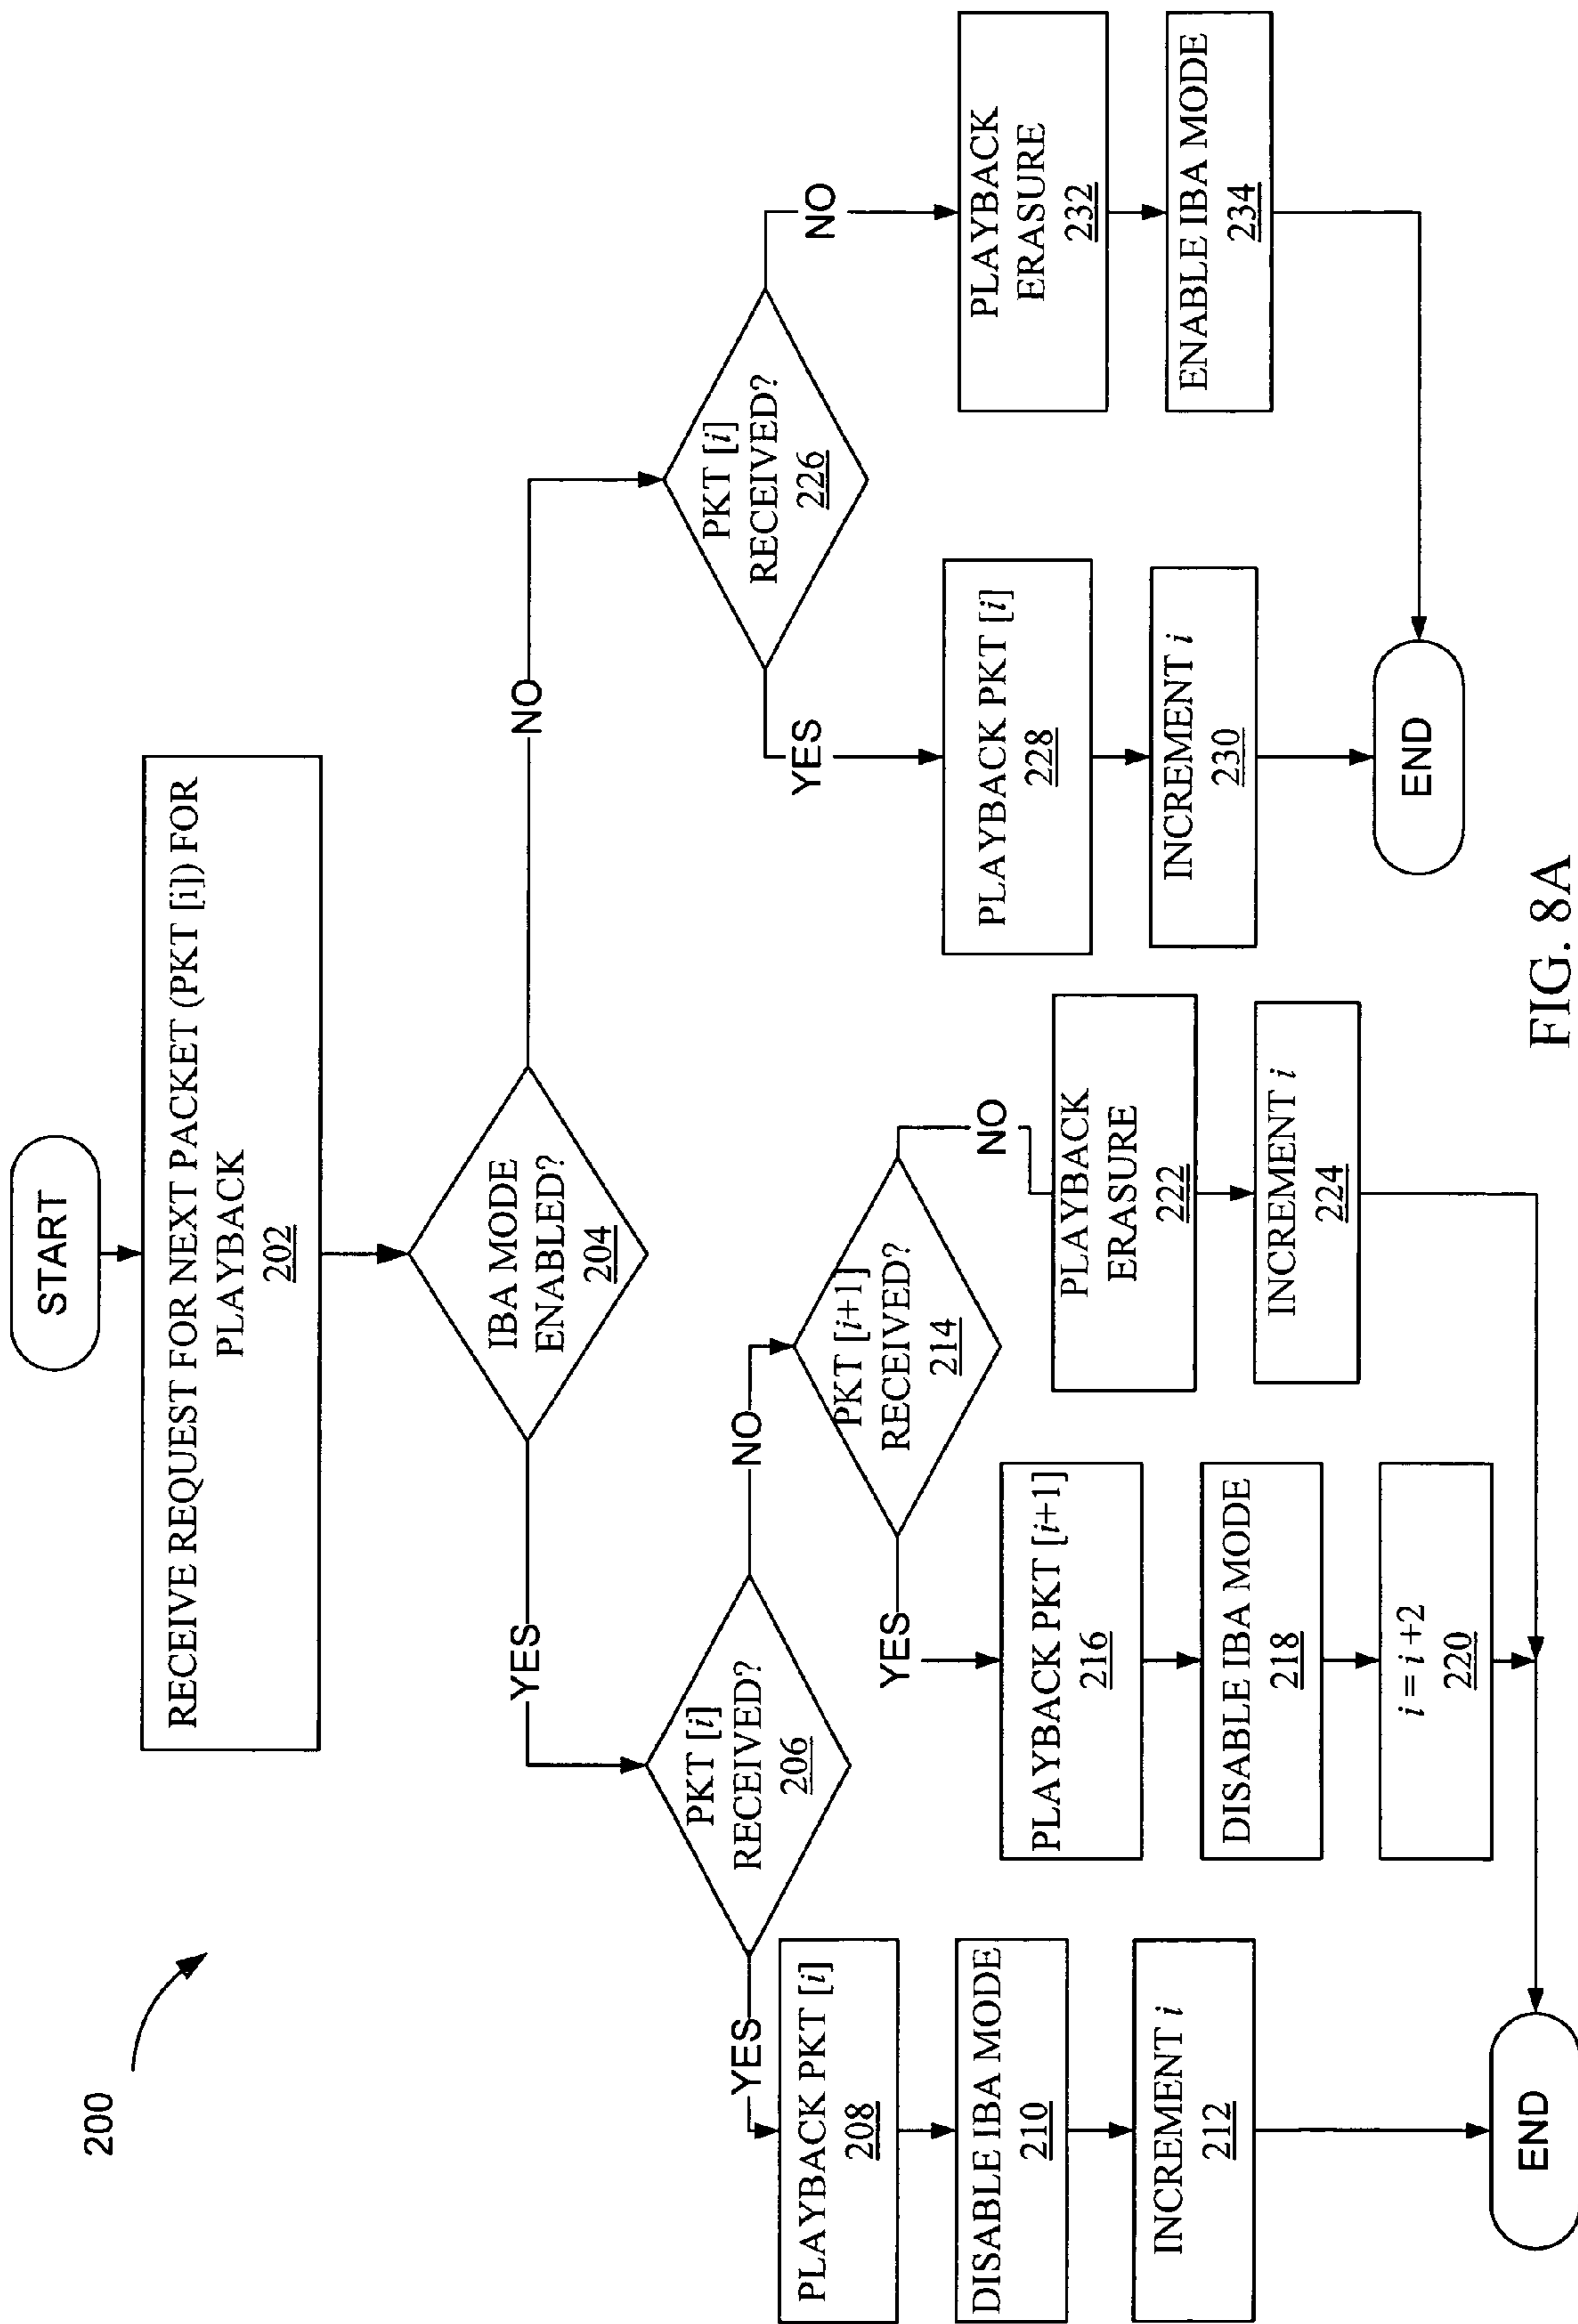 200
START
RECEIVE REQUEST FOR NEXT PACKET (PKT [i]) FOR
PLAYBACK
202
IBA MODE
ENABLED?
204
YES
NO
PKT [i]
RECEIVED?
206
YES
NO
PLAYBACK PKT [i]
208
DISABLE IBA MODE
210
INCREMENT i
212
PKT [i+1]
RECEIVED?
214
YES
NO
PLAYBACK PKT [i+1]
216
DISABLE IBA MODE
218
i = i +2
220
PLAYBACK
ERASURE
222
INCREMENT i
224
END
PKT [i]
RECEIVED?
226
YES
NO
PLAYBACK PKT [i]
228
INCREMENT i
230
PLAYBACK
ERASURE
232
ENABLE IBA MODE
234
END
FIG. 8A